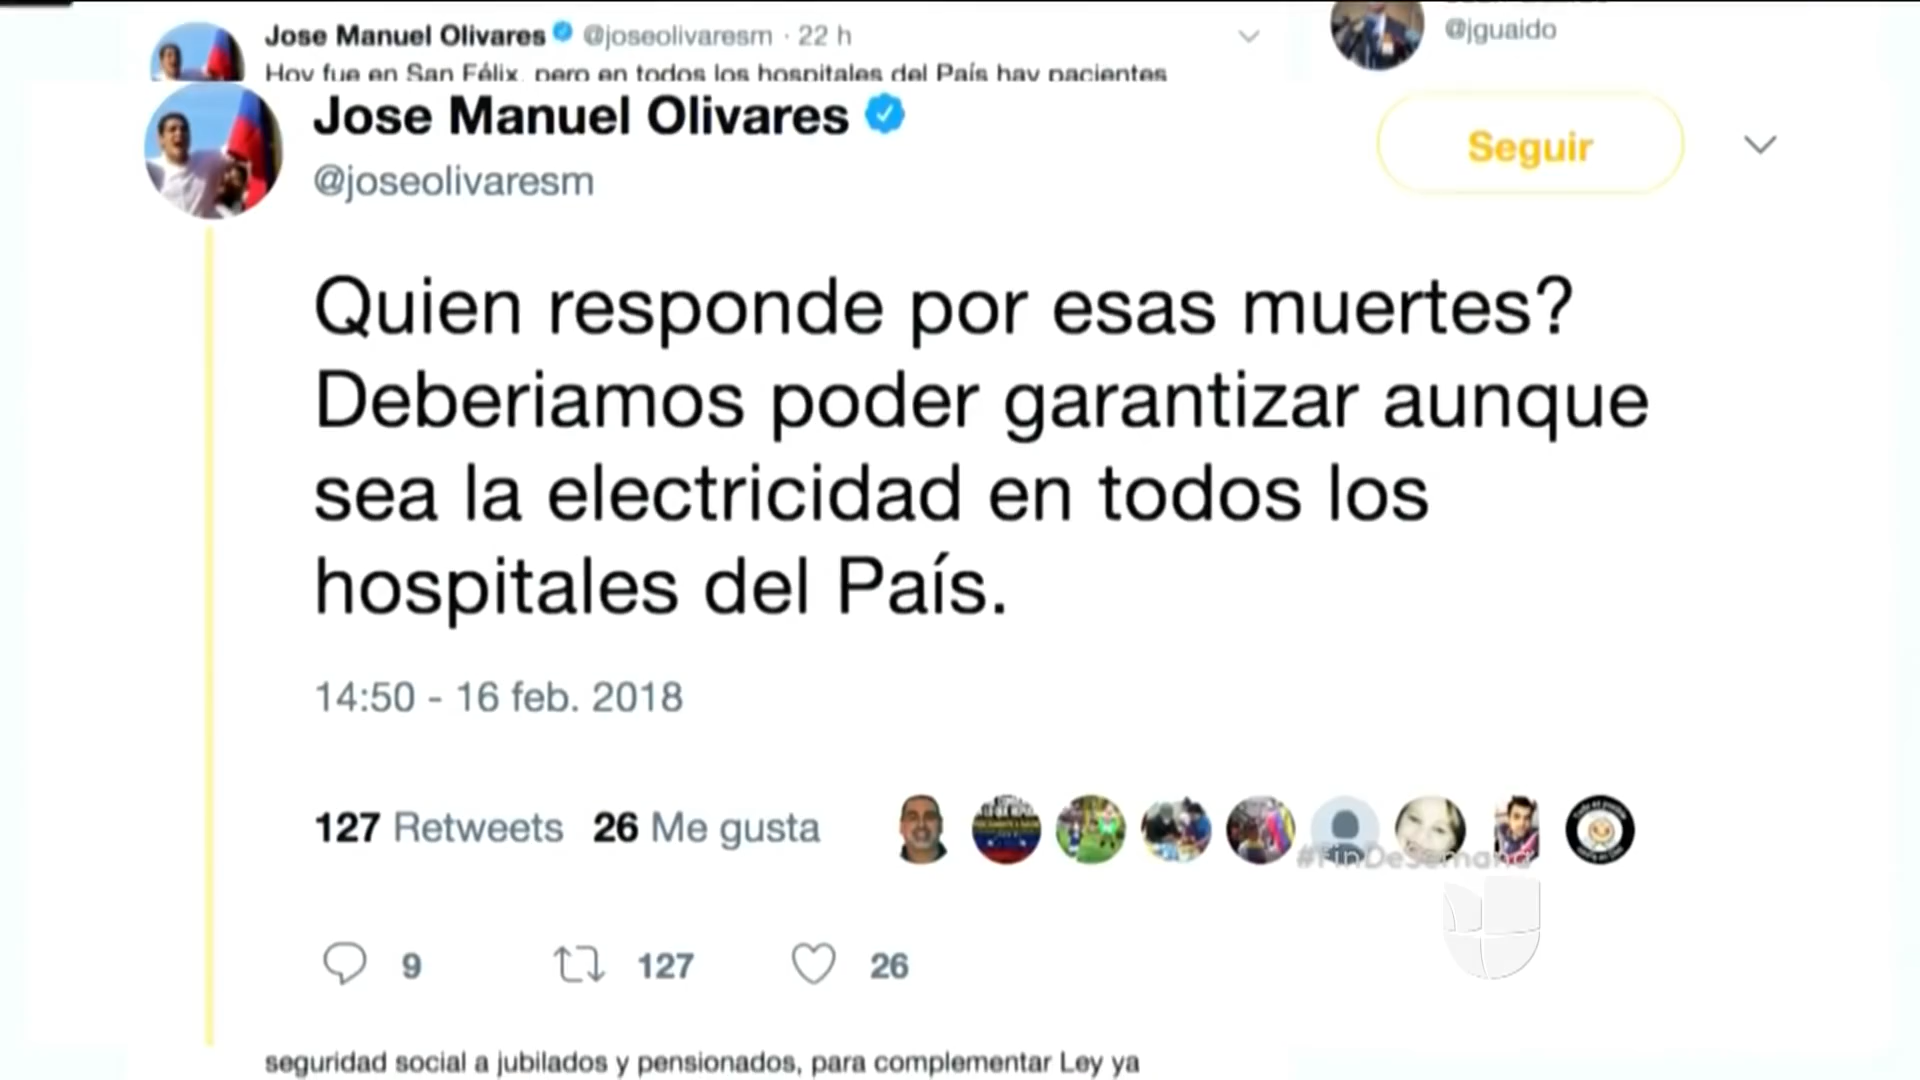 Jose Manuel Olivares @joseolivaresm · 22 h
@jguaido
Hoy fue en San Félix, pero en todos los hospitales del País hay pacientes
Jose Manuel Olivares
@joseolivaresm
Seguir
Quien responde por esas muertes?
Deberiamos poder garantizar aunque
sea la electricidad en todos los
hospitales del País.
14:50 - 16 feb. 2018
127 Retweets 26 Me gusta
#FinDeSemana
9 127 26
seguridad social a jubilados y pensionados, para complementar Ley ya